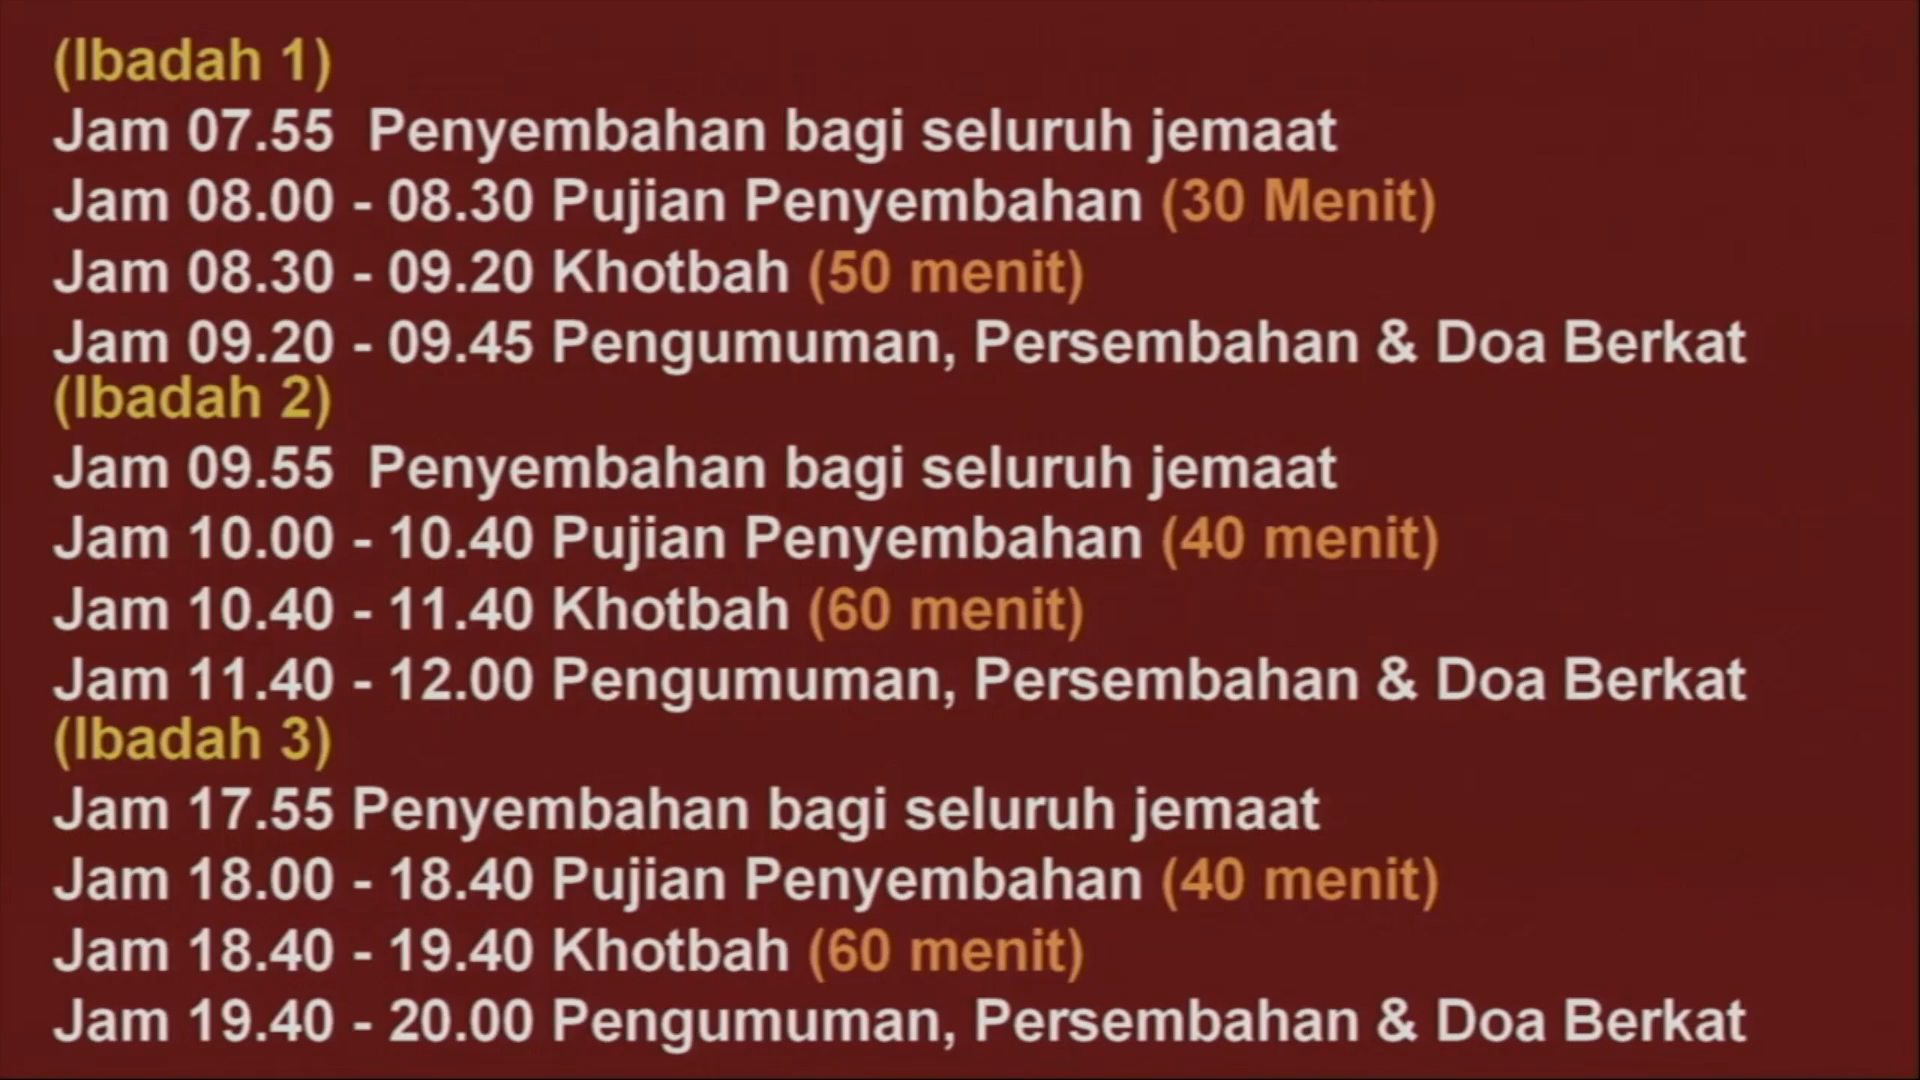 (Ibadah 1)
Jam 07.55  Penyembahan bagi seluruh jemaat
Jam 08.00 - 08.30 Pujian Penyembahan (30 Menit)
Jam 08.30 - 09.20 Khotbah (50 menit)
Jam 09.20 - 09.45 Pengumuman, Persembahan & Doa Berkat
(Ibadah 2)
Jam 09.55  Penyembahan bagi seluruh jemaat
Jam 10.00 - 10.40 Pujian Penyembahan (40 menit)
Jam 10.40 - 11.40 Khotbah (60 menit)
Jam 11.40 - 12.00 Pengumuman, Persembahan & Doa Berkat
(Ibadah 3)
Jam 17.55 Penyembahan bagi seluruh jemaat
Jam 18.00 - 18.40 Pujian Penyembahan (40 menit)
Jam 18.40 - 19.40 Khotbah (60 menit)
Jam 19.40 - 20.00 Pengumuman, Persembahan & Doa Berkat